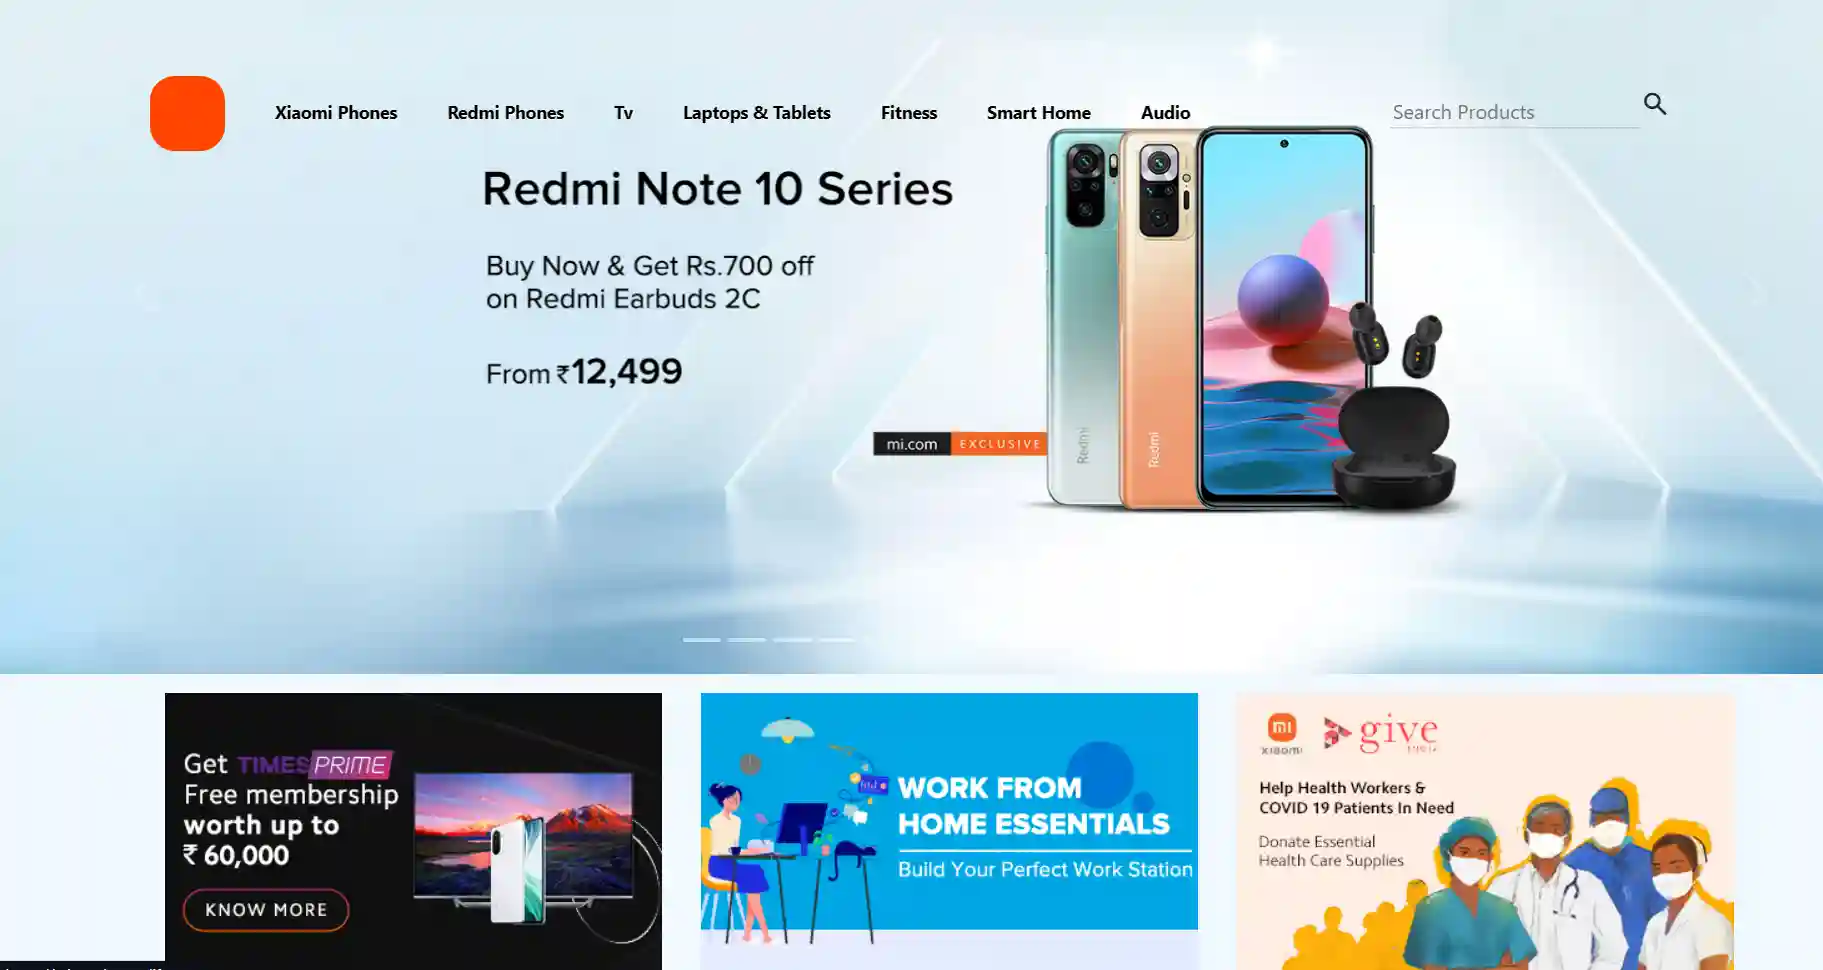 Xiaomi Phones
Redmi Phones
Tv
Laptops & Tablets
Fitness
Smart Home
Audio
Search Products
Redmi Note 10 Series
Buy Now & Get Rs.700 off
on Redmi Earbuds 2C
From ₹12,499
mi.com EXCLUSIVE
Redmi
Redmi
Get TIMES PRIME
Free membership
worth up to
₹ 60,000
KNOW MORE
WORK FROM
HOME ESSENTIALS
Build Your Perfect Work Station
mi
xiaomi
give
Help Health Workers &
COVID 19 Patients In Need
Donate Essential
Health Care Supplies